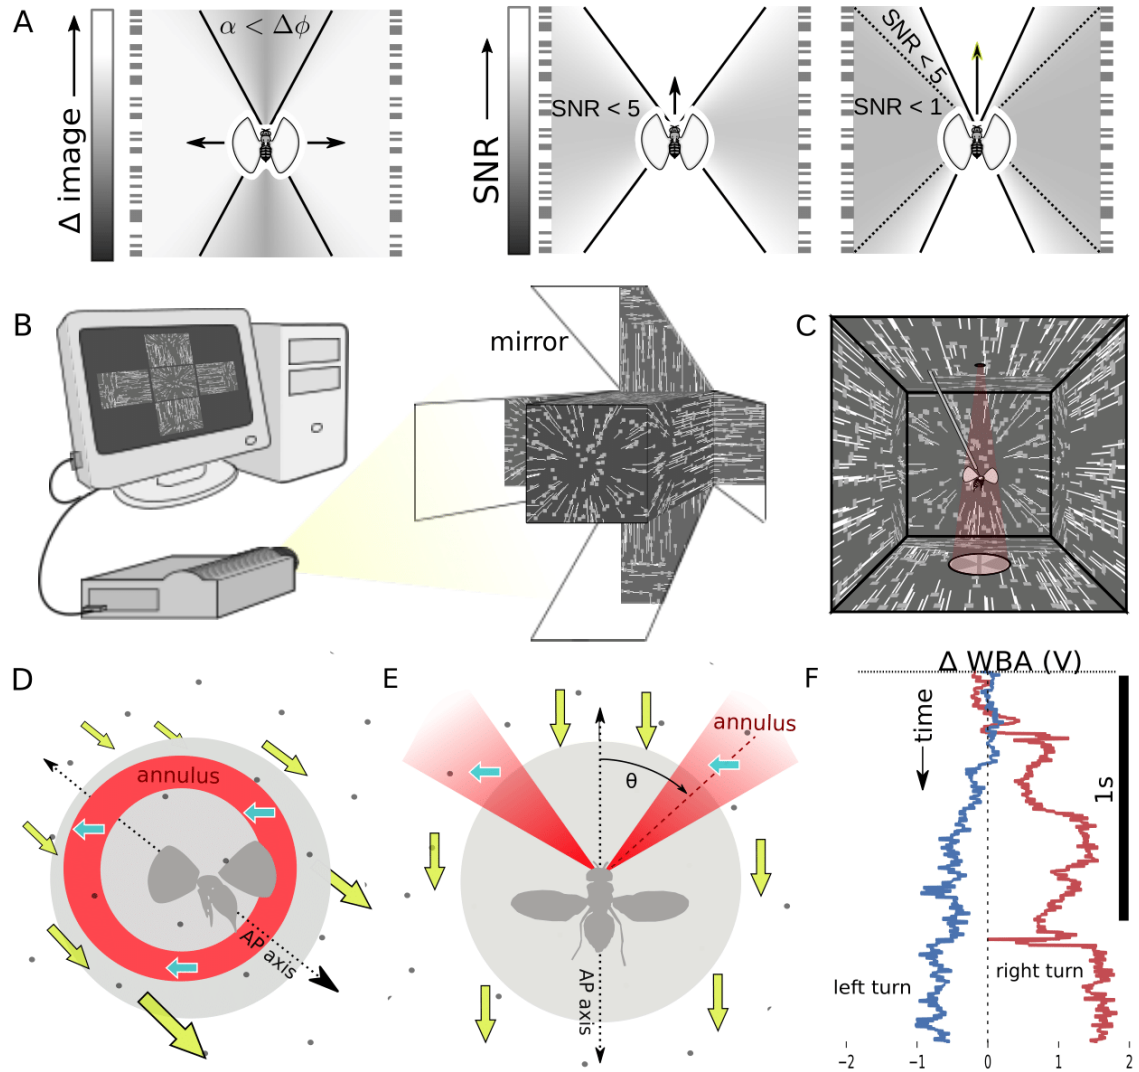 A
Δ image
α < Δϕ
SNR
SNR < 5
SNR < 5
SNR < 1
B
mirror
C
D
annulus
AP axis
E
annulus
θ
AP axis
F
Δ WBA (V)
time
1s
right turn
left turn
-2 -1 0 1 2